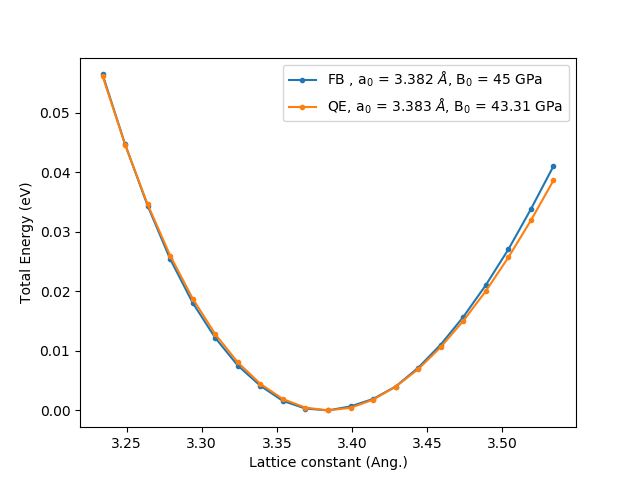 FB , a₀ = 3.382 Å, B₀ = 45 GPa
QE, a₀ = 3.383 Å, B₀ = 43.31 GPa
0.05
0.04
0.03
0.02
0.01
0.00
Total Energy (eV)
3.25 3.30 3.35 3.40 3.45 3.50
Lattice constant (Ang.)